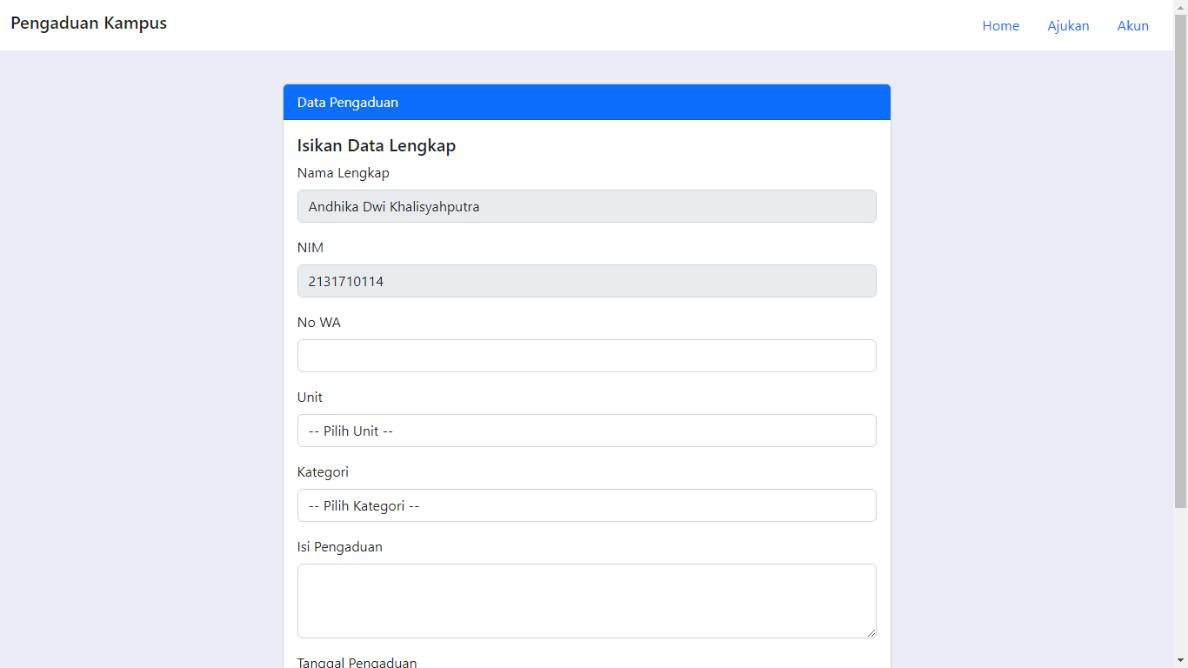 Pengaduan Kampus
Home Ajukan Akun
Data Pengaduan
Isikan Data Lengkap
Nama Lengkap
Andhika Dwi Khalisyahputra
NIM
2131710114
No WA
Unit
-- Pilih Unit --
Kategori
-- Pilih Kategori --
Isi Pengaduan
Tanggal Pengaduan